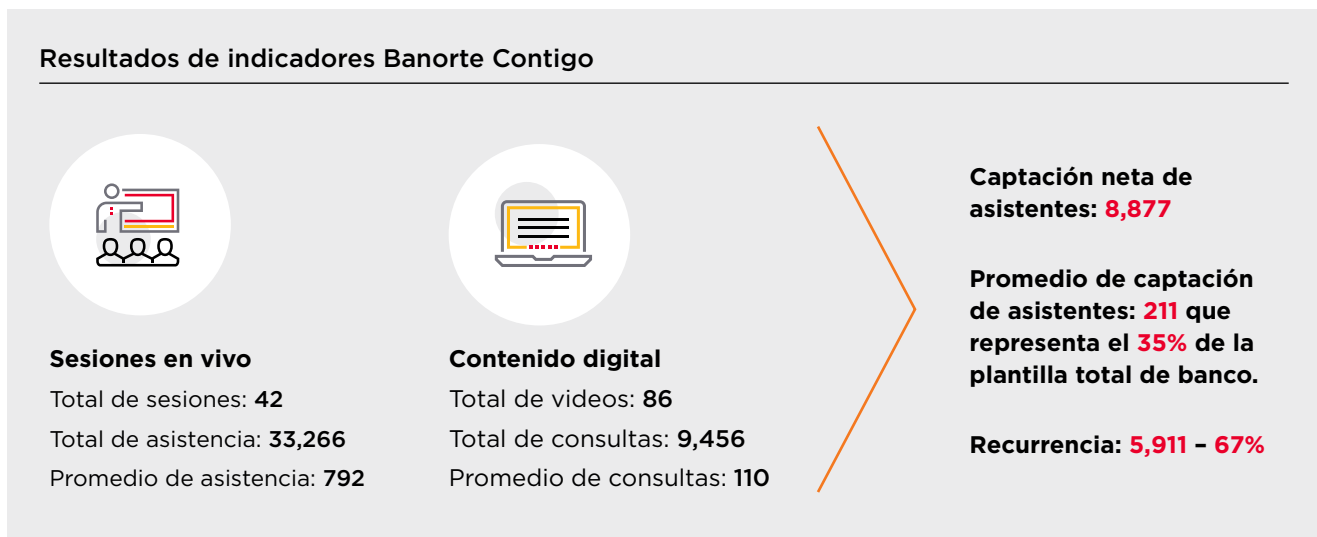 Resultados de indicadores Banorte Contigo
Sesiones en vivo
Total de sesiones: 42
Total de asistencia: 33,266
Promedio de asistencia: 792
Contenido digital
Total de videos: 86
Total de consultas: 9,456
Promedio de consultas: 110
Captación neta de
asistentes: 8,877
Promedio de captación
de asistentes: 211 que
representa el 35% de la
plantilla total de banco.
Recurrencia: 5,911 – 67%